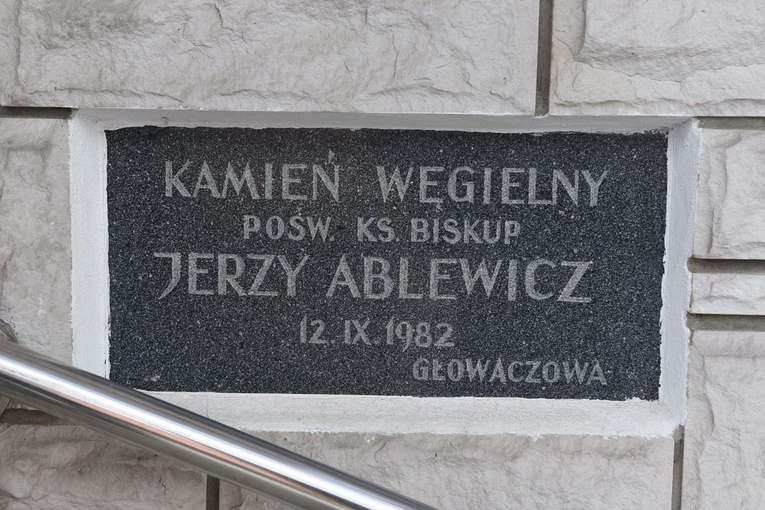 KAMIEŃ WĘGIELNY
POŚW. KS. BISKUP
JERZY ABLEWICZ
12. IX. 1982
GŁOWACZOWA